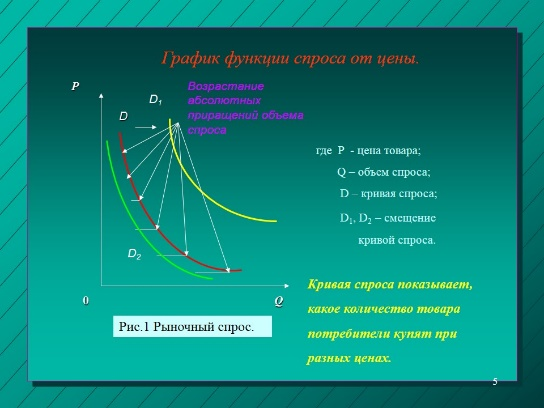 График функции спроса от цены.
P
Возрастание
абсолютных
приращений объема
спроса
D1
D
где P - цена товара;
Q – объем спроса;
D – кривая спроса;
D1, D2 – смещение
кривой спроса.
D2
Кривая спроса показывает,
какое количество товара
потребители купят при
разных ценах.
0
Q
Рис.1 Рыночный спрос.
5